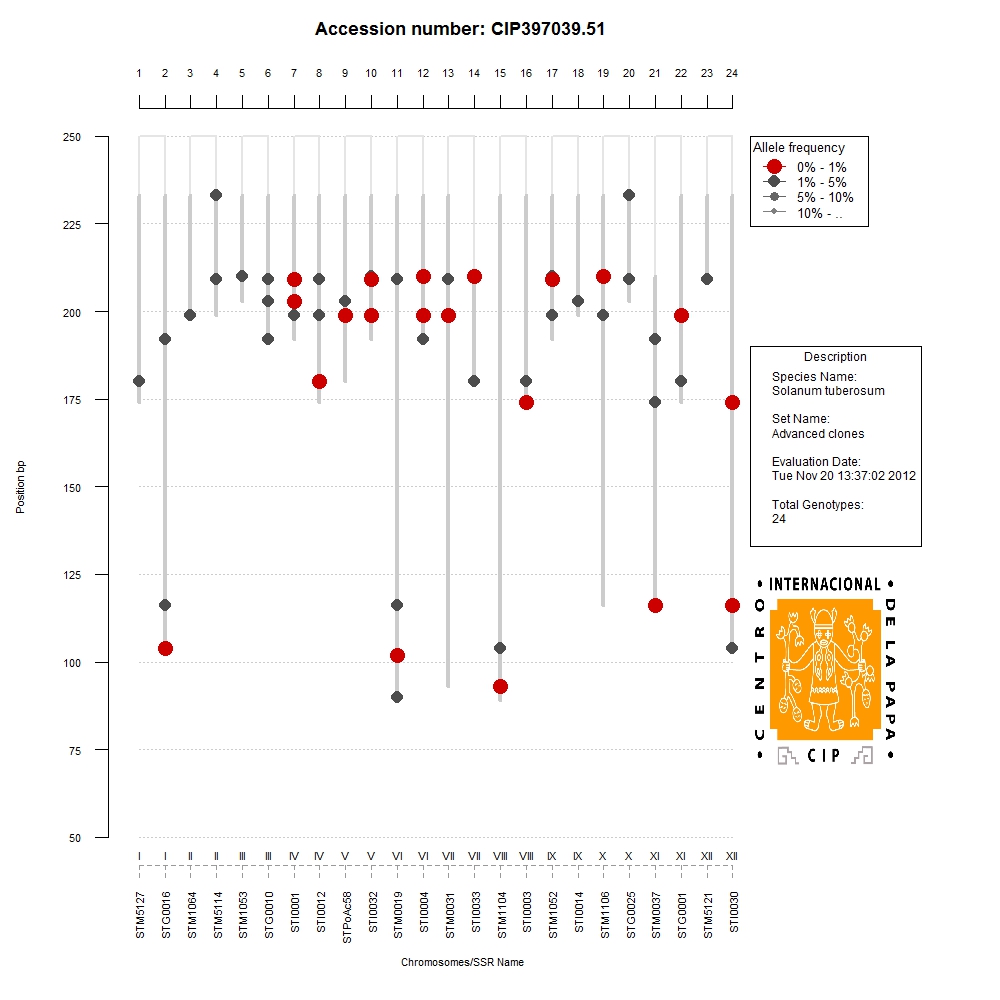 Accession number: CIP397039.51
1 2 3 4 5 6 7 8 9 10 11 12 13 14 15 16 17 18 19 20 21 22 23 24
250
225
200
175
150
125
100
75
50
Position bp
Allele frequency
0% - 1%
1% - 5%
5% - 10%
10% - ..
Description
Species Name:
Solanum tuberosum
Set Name:
Advanced clones
Evaluation Date:
Tue Nov 20 13:37:02 2012
Total Genotypes:
24
• INTERNACIONAL •
CENTRO
DE LA PAPA
• CIP •
I I II II III III IV IV V V VI VI VII VII VIII VIII IX IX X X XI XI XII XII
STM5127 STG0016 STM1064 STM5114 STM1053 STG0010 STI0001 STI0012 STPoAc58 STI0032 STM0019 STI0004 STM0031 STI0033 STM1104 STI0003 STM1052 STI0014 STM1106 STG0025 STM0037 STG0001 STM5121 STI0030
Chromosomes/SSR Name